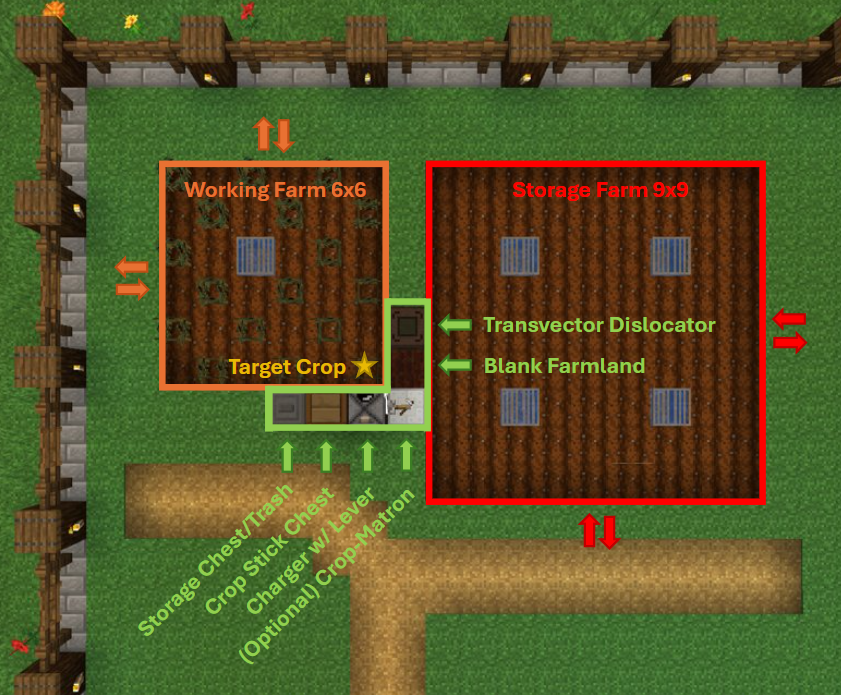 Working Farm 6x6
Storage Farm 9x9
Transvector Dislocator
Target Crop
Blank Farmland
Storage Chest/Trash
Crop Stick Chest
Charger w/ Lever
(Optional) Crop-Matron